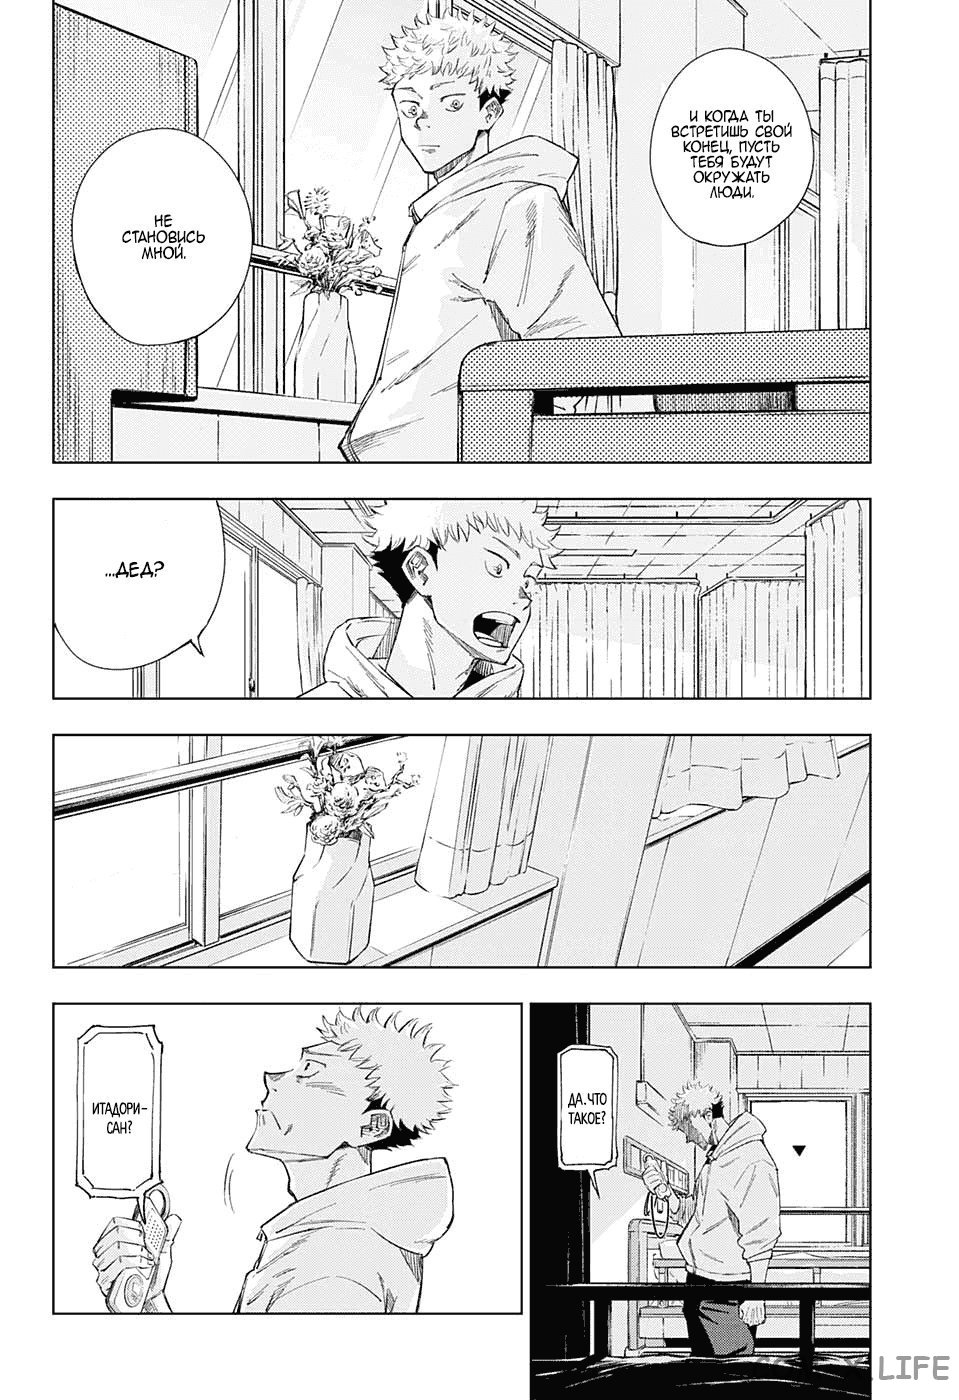 И КОГДА ТЫ
ВСТРЕТИШЬ СВОЙ
КОНЕЦ, ПУСТЬ
ТЕБЯ БУДУТ
ОКРУЖАТЬ
ЛЮДИ.
НЕ
СТАНОВИСЬ
МНОЙ.
...ДЕД?
ДА..ЧТО
ТАКОЕ?
ИТАДОРИ-
САН?
LIFE